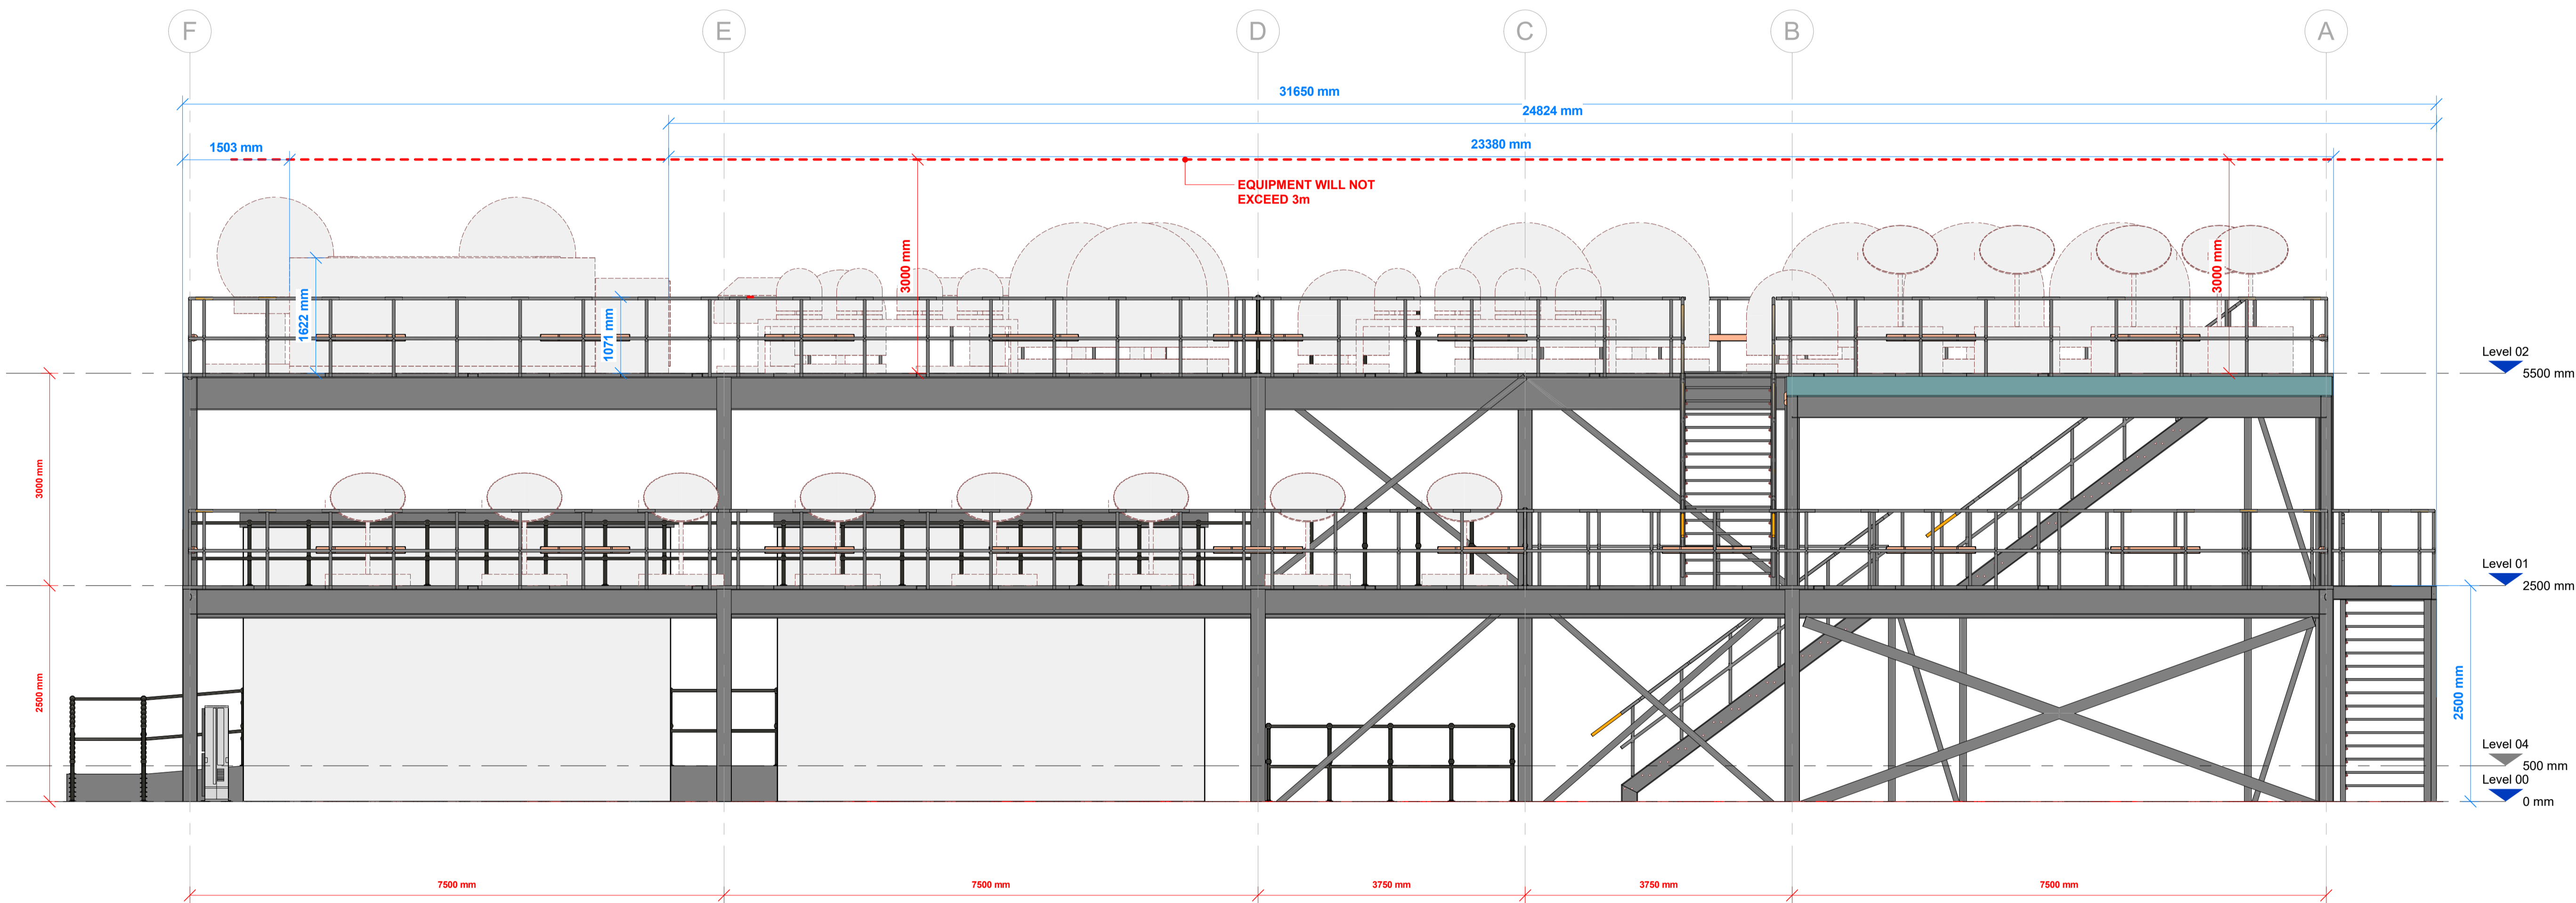 F
E
D
C
B
A
31650 mm
24824 mm
1503 mm
23380 mm
EQUIPMENT WILL NOT
EXCEED 3m
3000 mm
3000 mm
1622 mm
1071 mm
Level 02
5500 mm
3000 mm
Level 01
2500 mm
2500 mm
2500 mm
Level 04
500 mm
Level 00
0 mm
7500 mm
7500 mm
3750 mm
3750 mm
7500 mm